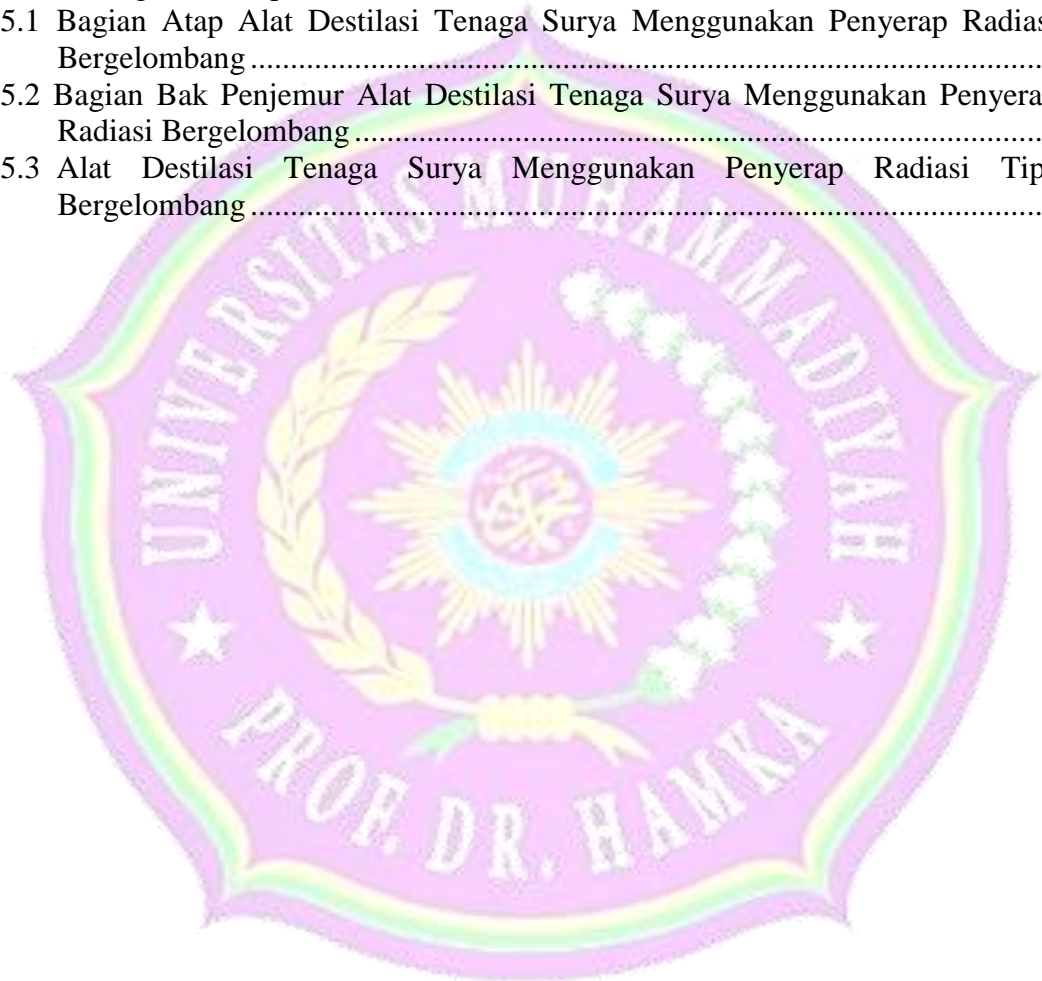 5.1 Bagian Atap Alat Destilasi Tenaga Surya Menggunakan Penyerap Radias
Bergelombang ..........................................................................................
5.2 Bagian Bak Penjemur Alat Destilasi Tenaga Surya Menggunakan Penyera
Radiasi Bergelombang ..........................................................................
5.3 Alat Destilasi Tenaga Surya Menggunakan Penyerap Radiasi Tip
Bergelombang ..........................................................................................
UNIVERSITAS MUHAMMADIYAH
PROF. DR. HAMKA